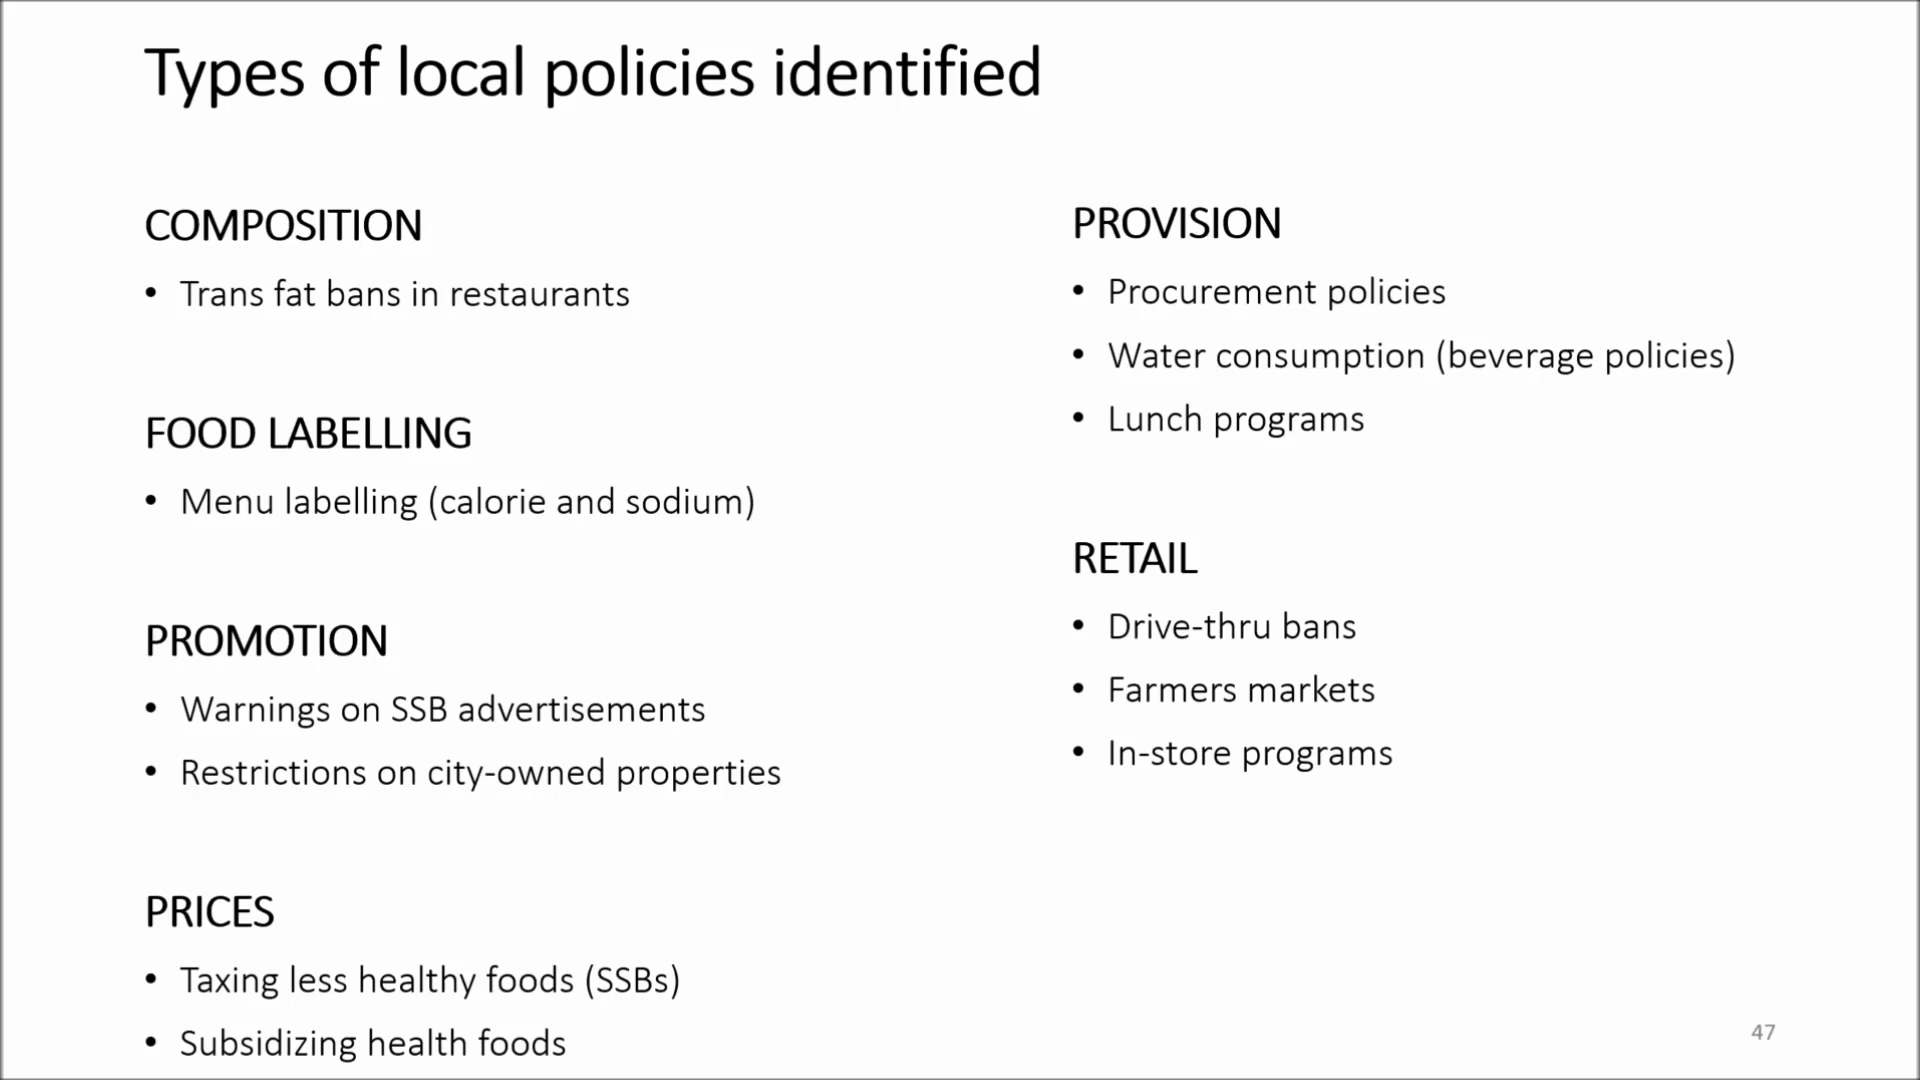 Types of local policies identified
COMPOSITION
• Trans fat bans in restaurants
FOOD LABELLING
• Menu labelling (calorie and sodium)
PROMOTION
• Warnings on SSB advertisements
• Restrictions on city-owned properties
PRICES
• Taxing less healthy foods (SSBs)
• Subsidizing health foods
PROVISION
• Procurement policies
• Water consumption (beverage policies)
• Lunch programs
RETAIL
• Drive-thru bans
• Farmers markets
• In-store programs
47